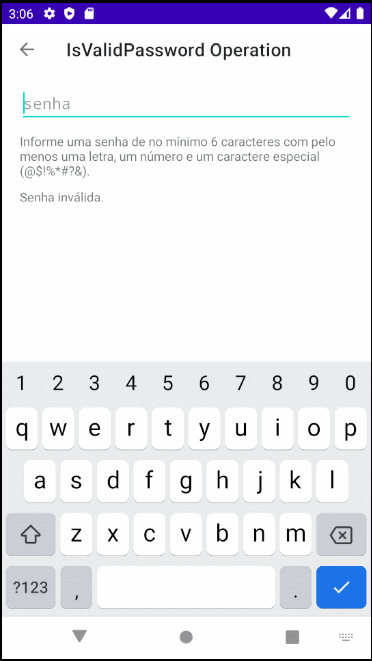 3:06
IsValidPassword Operation
senha
Informe uma senha de no mínimo 6 caracteres com pelo
menos uma letra, um número e um caractere especial
(@$!%*#?&).
Senha inválida.
1 2 3 4 5 6 7 8 9 0
q w e r t y u i o p
a s d f g h j k l
z x c v b n m
?123 , .